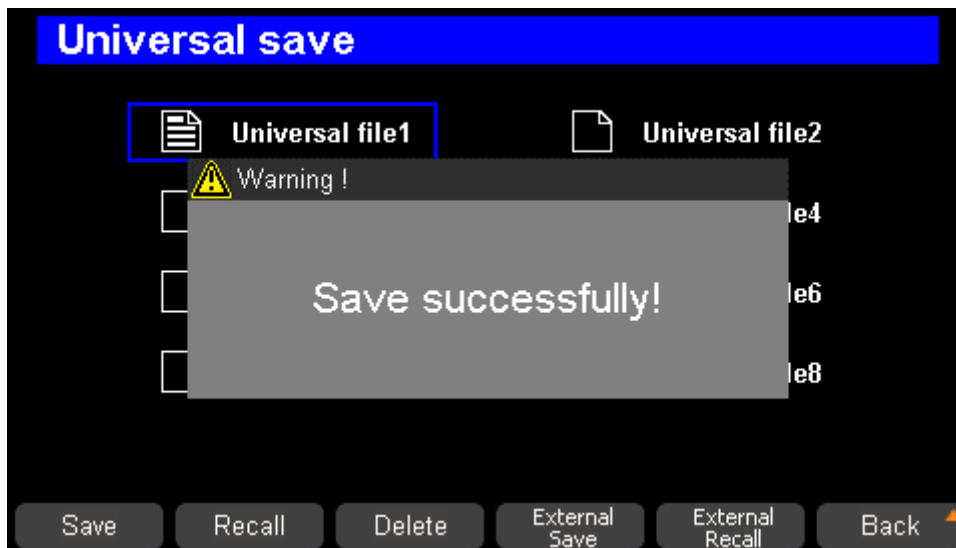 Universal save
Universal file1
Universal file2
Warning !
le4
Save successfully!
le6
le8
Save
Recall
Delete
External
Save
External
Recall
Back